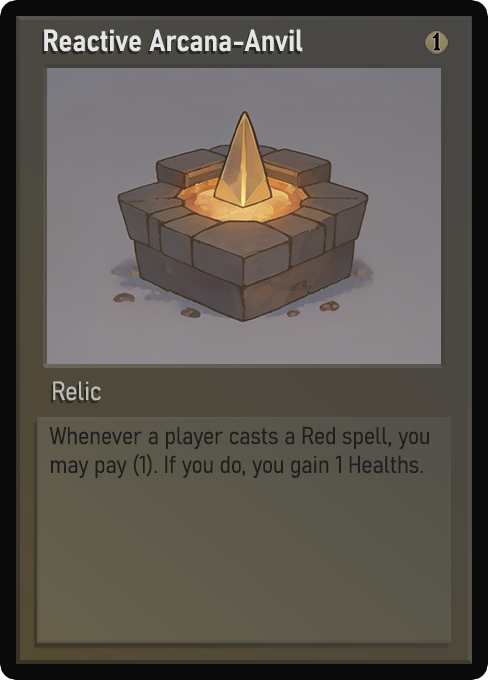 Reactive Arcana-Anvil
1
Relic
Whenever a player casts a Red spell, you
may pay (1). If you do, you gain 1 Healths.